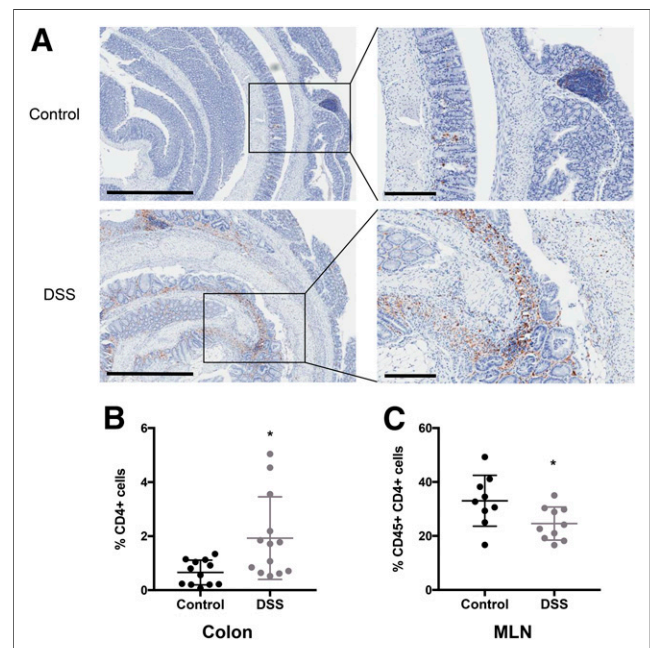 A
Control
DSS
B
*
6
4
2
0
% CD4+ cells
Control DSS
Colon
C
*
60
40
20
0
% CD45+ CD4+ cells
Control DSS
MLN